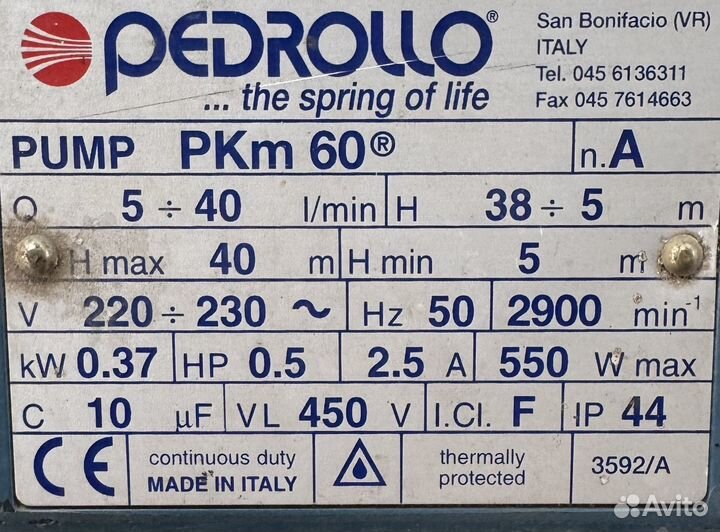 PEDROLLO®
... the spring of life
San Bonifacio (VR)
ITALY
Tel. 045 6136311
Fax 045 7614663
PUMP PKm 60® n. A
Q 5 ÷ 40 l/min H 38 ÷ 5 m
H max 40 m H min 5 m
V 220 ÷ 230 ~ Hz 50 2900 min-1
kW 0.37 HP 0.5 2.5 A 550 W max
C 10 µF VL 450 V I.Cl. F IP 44
CE continuous duty
MADE IN ITALY
thermally
protected
3592/A
Avito